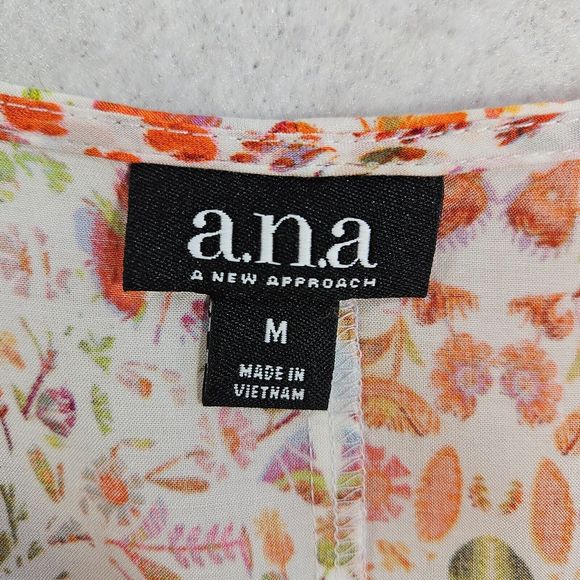 a.n.a
A NEW APPROACH
M
MADE IN
VIETNAM